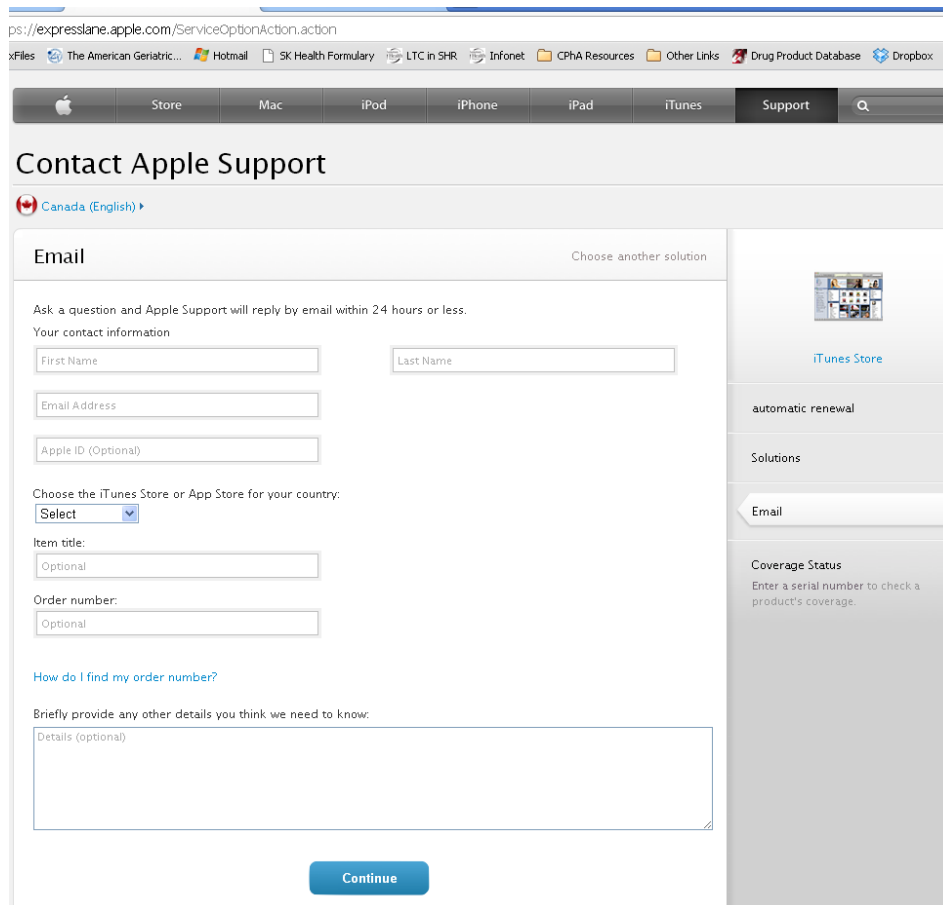 ps://expresslane.apple.com/ServiceOptionAction.action
xFiles The American Geriatric... Hotmail SK Health Formulary LTC in SHR Infonet CPhA Resources Other Links Drug Product Database Dropbox
Store Mac iPod iPhone iPad iTunes Support
Contact Apple Support
Canada (English)
Email
Choose another solution
Ask a question and Apple Support will reply by email within 24 hours or less.
Your contact information
First Name
Last Name
Email Address
Apple ID (Optional)
Choose the iTunes Store or App Store for your country:
Select
Item title:
Optional
Order number:
Optional
How do I find my order number?
Briefly provide any other details you think we need to know:
Details (optional)
Continue
iTunes Store
automatic renewal
Solutions
Email
Coverage Status
Enter a serial number to check a
product's coverage.